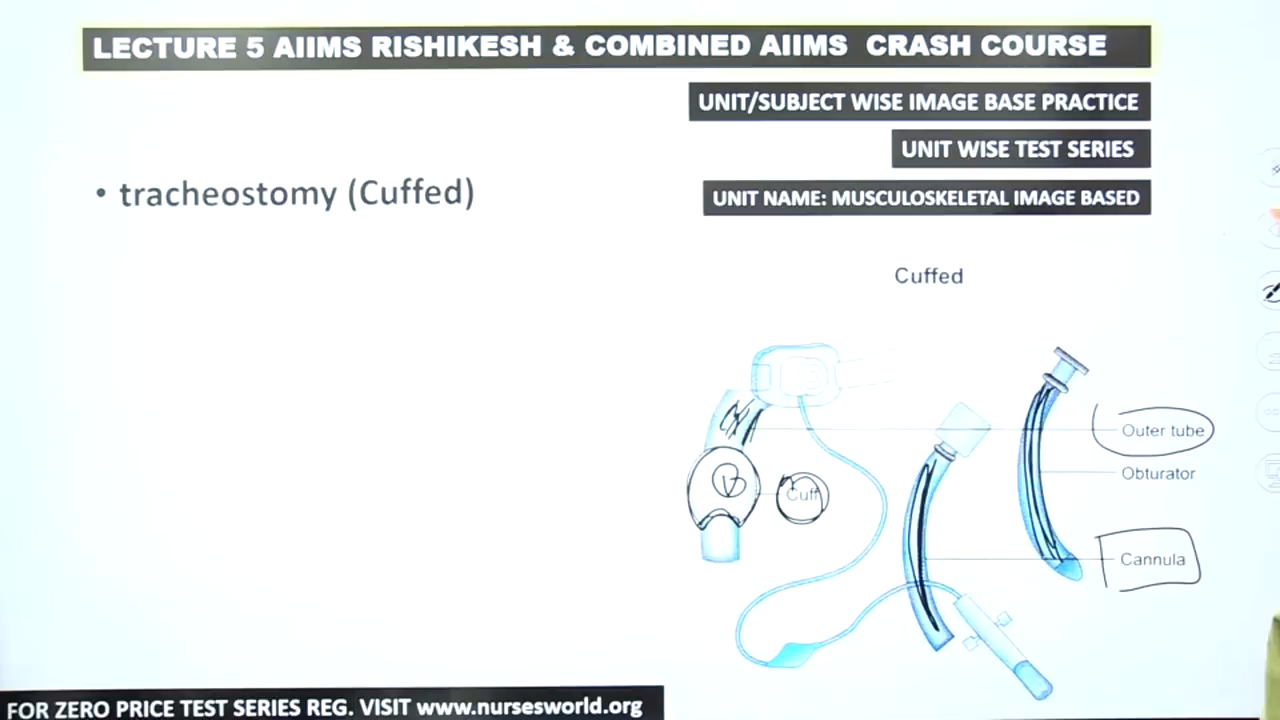 LECTURE 5 AIIMS RISHIKESH & COMBINED AIIMS CRASH COURSE
UNIT/SUBJECT WISE IMAGE BASE PRACTICE
UNIT WISE TEST SERIES
• tracheostomy (Cuffed)
UNIT NAME: MUSCULOSKELETAL IMAGE BASED
Cuffed
Outer tube
Obturator
Cuff
Cannula
FOR ZERO PRICE TEST SERIES REG. VISIT www.nursesworld.org